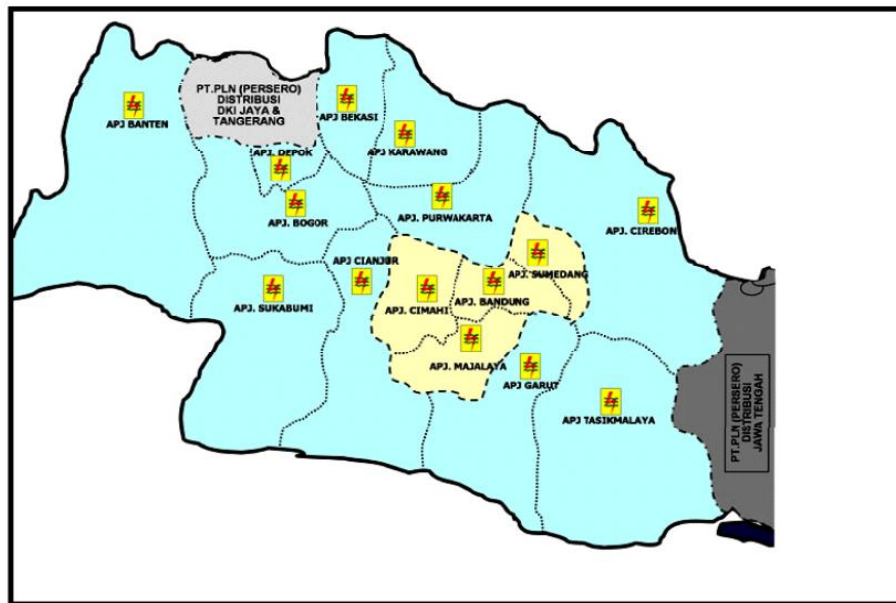 PT.PLN (PERSERO)
DISTRIBUSI
DKI JAYA &
TANGERANG
APJ BANTEN
APJ BEKASI
APJ KARAWANG
APJ. DEPOK
APJ. BOGOR
APJ. PURWAKARTA
APJ. CIREBON
APJ CIANJUR
APJ. SUMEDANG
APJ. SUKABUMI
APJ. CIMAHI
APJ. BANDUNG
APJ. MAJALAYA
APJ GARUT
APJ TASIKMALAYA
PT.PLN (PERSERO)
DISTRIBUSI
JAWA TENGAH